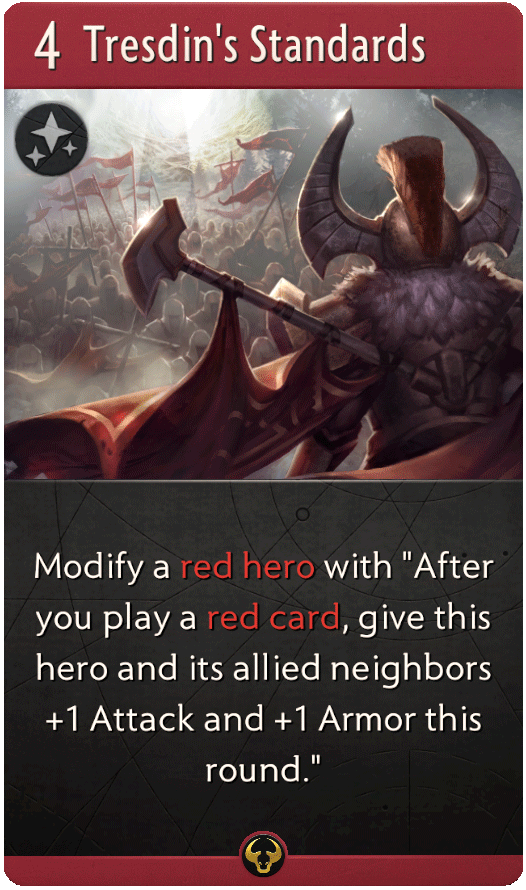 4 Tresdin's Standards
Modify a red hero with "After
you play a red card, give this
hero and its allied neighbors
+1 Attack and +1 Armor this
round."